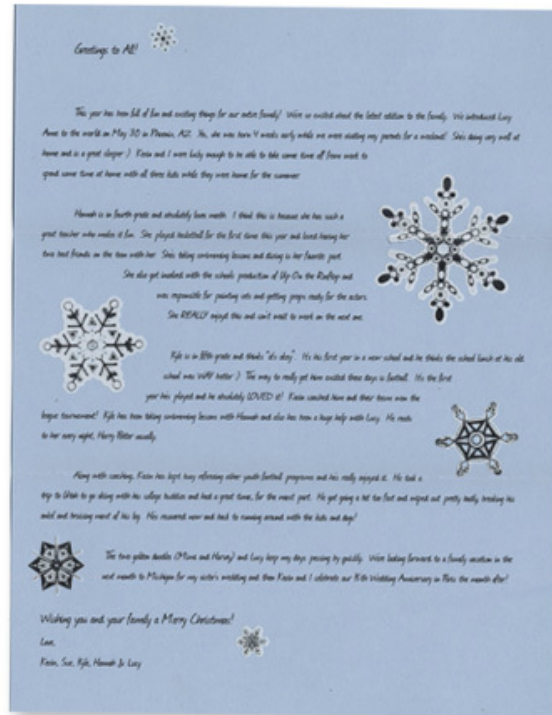 Greetings to All!
This year has been full of fun and exciting things for our entire family! We're so excited about the latest addition to the family. We introduced Lucy
Anne to the world on May 30 in Phoenix, AZ. Yes, she was born 4 weeks early while we were visiting my parents for a weekend! She's doing very well at
home and is a great sleeper :) Kevin and I were lucky enough to be able to take some time off from work to
spend some time at home with all three kids while they were home for the summer.
Hannah is in fourth grade and absolutely loves math. I think this is because she has such a
great teacher who makes it fun. She played basketball for the first time this year and loved having her
two best friends on the team with her. She's taking swimming lessons and diving is her favorite part.
She also got involved with the school's production of Up On the Rooftop and
was responsible for painting sets and getting props ready for the actors.
She REALLY enjoyed this and can't wait to work on the next one.
Kyle is in fifth grade and thinks "it's okay". It's his first year in a new school and he thinks the school lunch at his old
school was WAY better :) The way to really get him excited these days is football. It's the first
year he's played and he absolutely LOVED it! Kevin coached him and their team won the
league tournament! Kyle has been taking swimming lessons with Hannah and also has been a huge help with Lucy. He reads
to her every night, Harry Potter usually.
Along with coaching, Kevin has kept busy refereeing other youth football programs and he's really enjoyed it. He took a
trip to Utah to go skiing with his college buddies and had a great time, for the most part. He got going a bit too fast and wiped out pretty badly, breaking his
ankle and bruising most of his leg. He's recovered now and back to running around with the kids and dogs!
The two golden doodles (Mimi and Harvey) and Lucy keep my days passing by quickly. We're looking forward to a family vacation in the
next month to Michigan for my sister's wedding and then Kevin and I celebrate our 15th Wedding Anniversary in Paris the month after!
Wishing you and your family a Merry Christmas!
Love,
Kevin, Sue, Kyle, Hannah & Lucy